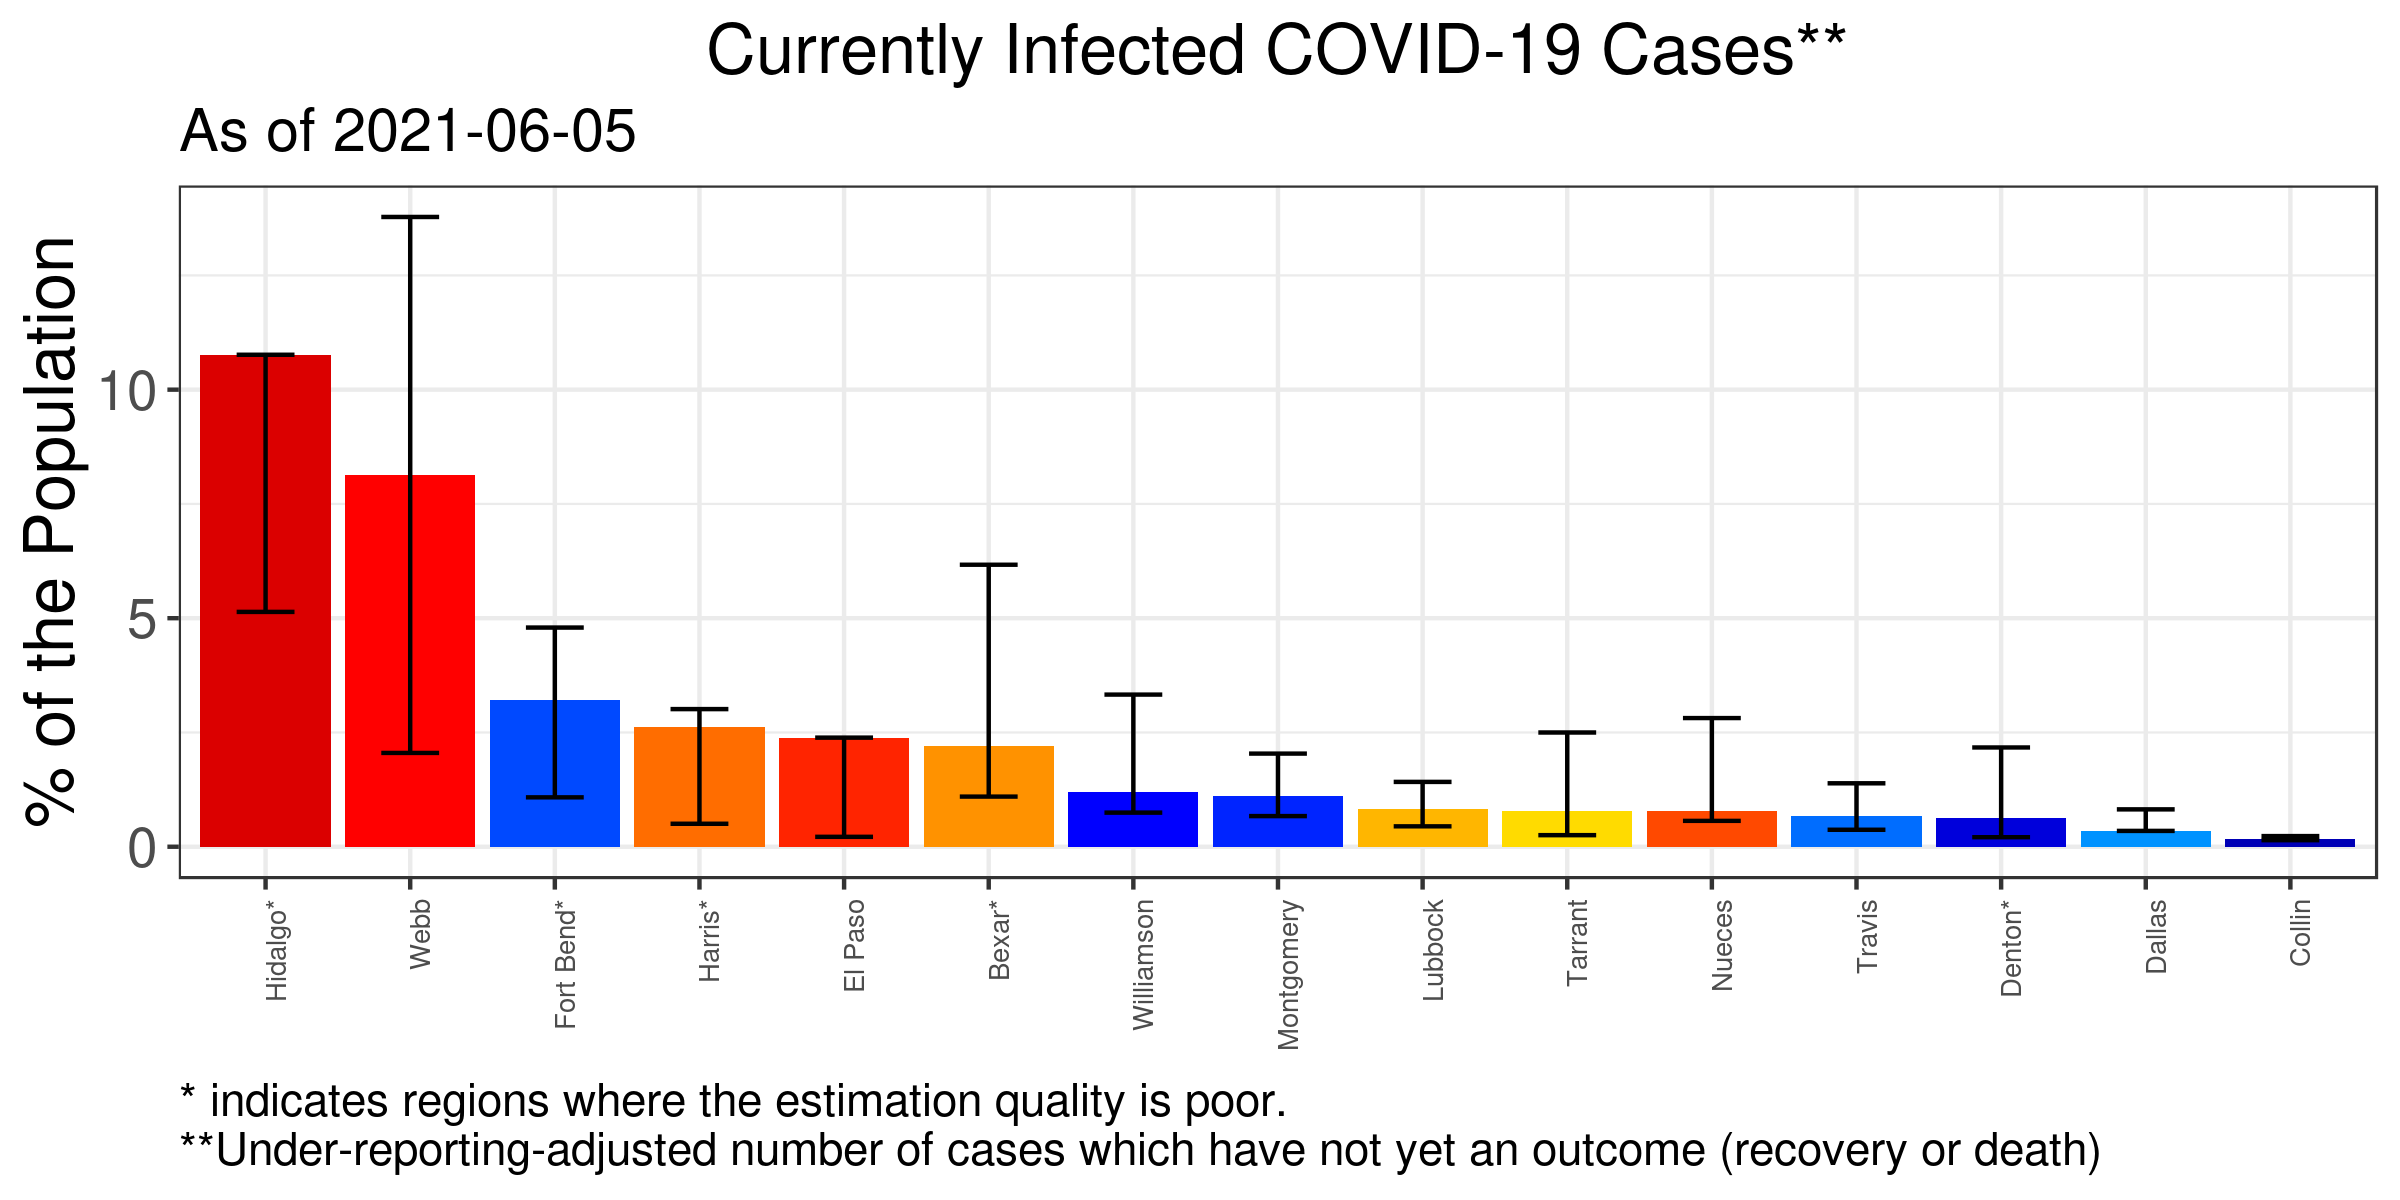 Currently Infected COVID-19 Cases**
As of 2021-06-05
% of the Population
10
5
0
Hidalgo*
Webb
Fort Bend*
Harris*
El Paso
Bexar*
Williamson
Montgomery
Lubbock
Tarrant
Nueces
Travis
Denton*
Dallas
Collin
* indicates regions where the estimation quality is poor.
**Under-reporting-adjusted number of cases which have not yet an outcome (recovery or death)